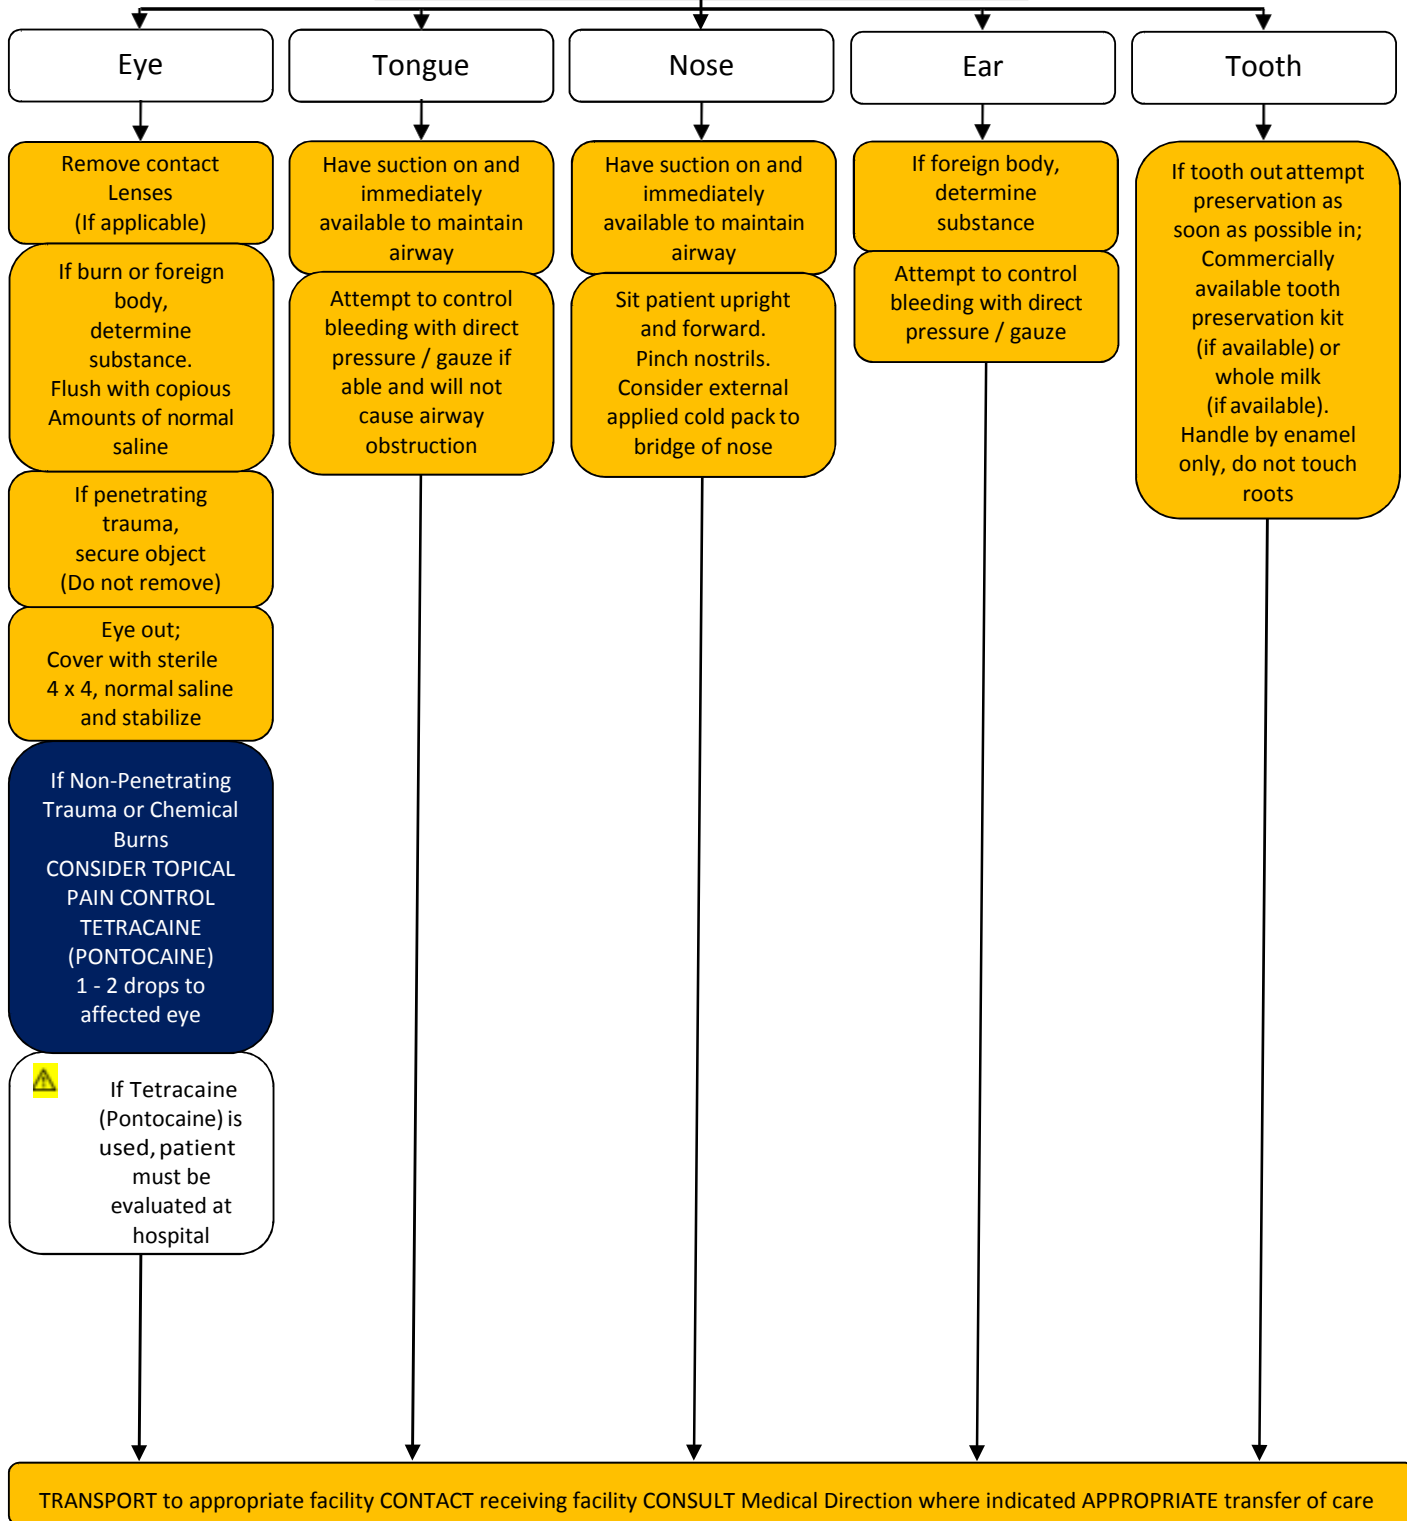 Eye
Tongue
Nose
Ear
Tooth
Remove contact
Lenses
(If applicable)
If burn or foreign
body,
determine
substance.
Flush with copious
Amounts of normal
saline
If penetrating
trauma,
secure object
(Do not remove)
Eye out;
Cover with sterile
4 x 4, normal saline
and stabilize
If Non-Penetrating
Trauma or Chemical
Burns
CONSIDER TOPICAL
PAIN CONTROL
TETRACAINE
(PONTOCAINE)
1 - 2 drops to
affected eye
If Tetracaine
(Pontocaine) is
used, patient
must be
evaluated at
hospital
Have suction on and
immediately
available to maintain
airway
Attempt to control
bleeding with direct
pressure / gauze if
able and will not
cause airway
obstruction
Have suction on and
immediately
available to maintain
airway
Sit patient upright
and forward.
Pinch nostrils.
Consider external
applied cold pack to
bridge of nose
If foreign body,
determine
substance
Attempt to control
bleeding with direct
pressure / gauze
If tooth out attempt
preservation as
soon as possible in;
Commercially
available tooth
preservation kit
(if available) or
whole milk
(if available).
Handle by enamel
only, do not touch
roots
TRANSPORT to appropriate facility CONTACT receiving facility CONSULT Medical Direction where indicated APPROPRIATE transfer of care